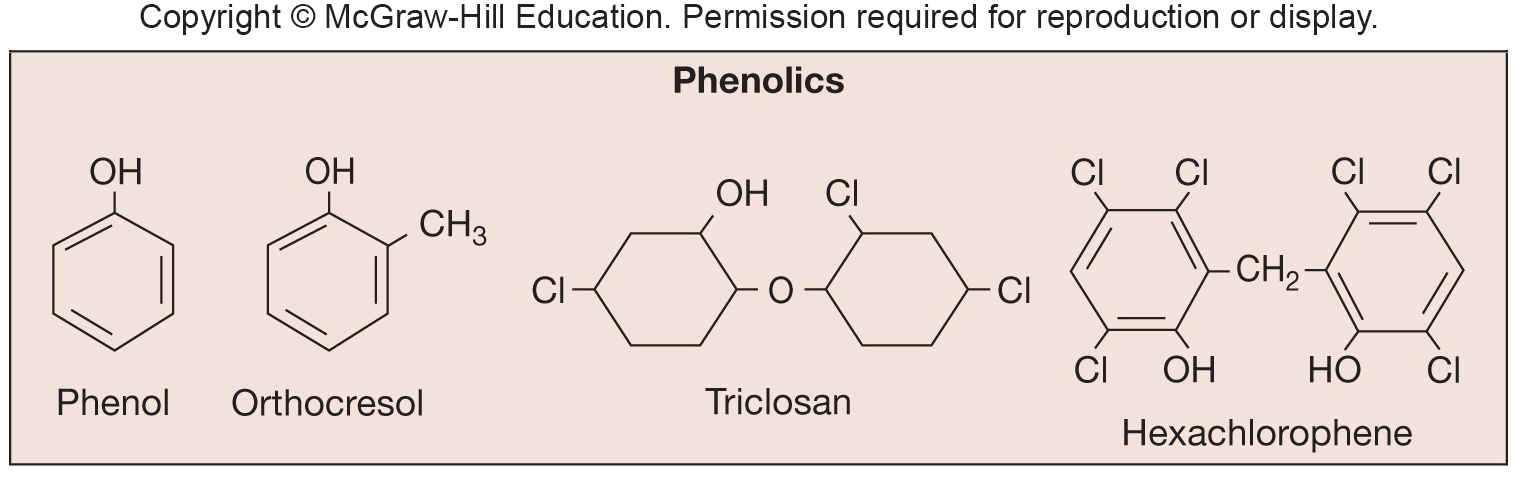 Copyright © McGraw-Hill Education. Permission required for reproduction or display.
Phenolics
OH
Phenol
OH
CH3
Orthocresol
OH
Cl
Cl
O
Cl
Triclosan
Cl
Cl
Cl
Cl
CH2
Cl
OH
HO
Cl
Hexachlorophene